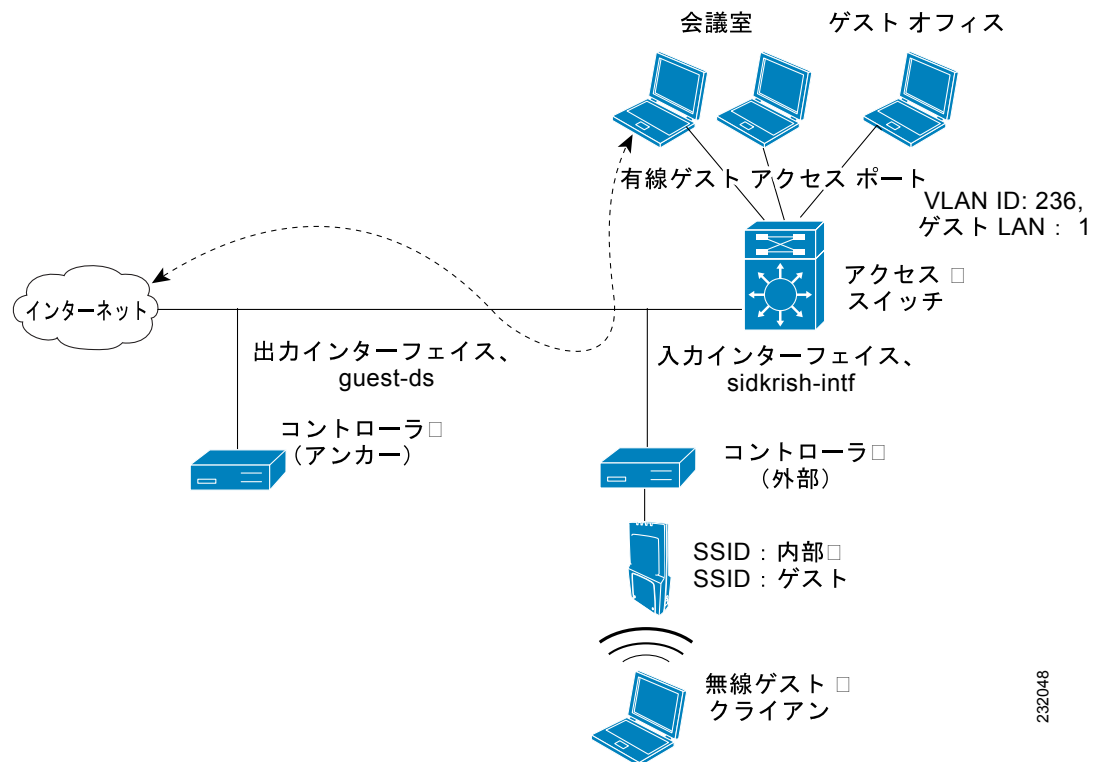 会議室
ゲスト オフィス
有線ゲスト アクセス ポート
VLAN ID: 236,
ゲスト LAN： 1
アクセス □
スイッチ
インターネット
出力インターフェイス、
guest-ds
入力インターフェイス、
sidkrish-intf
コントローラ□
（アンカー）
コントローラ□
（外部）
SSID：内部□
SSID：ゲスト
無線ゲスト □
クライアン
232048